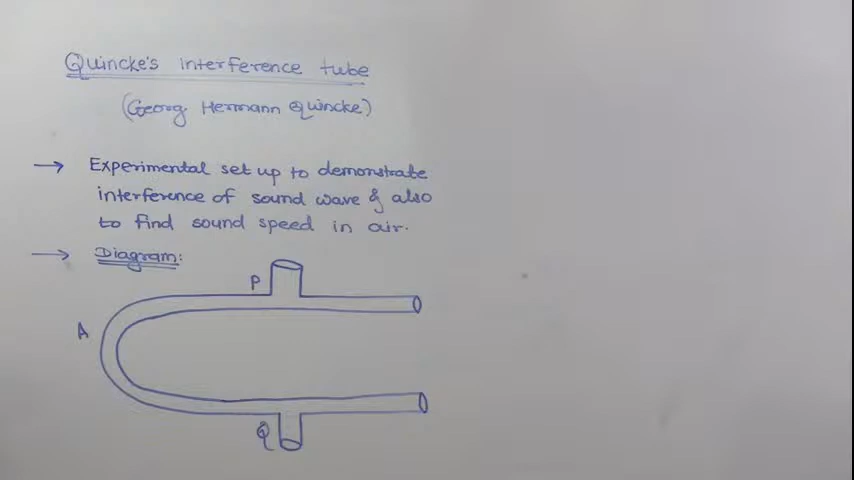 Quincke's interference tube
(Georg Hermann Quincke)
→ Experimental set up to demonstrate
interference of sound wave & also
to find sound speed in air.
→ Diagram:
P
A
Q